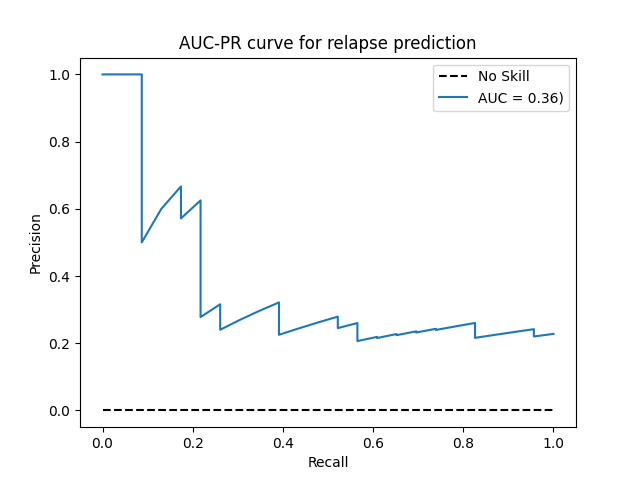 AUC-PR curve for relapse prediction
No Skill
AUC = 0.36)
Precision
1.0
0.8
0.6
0.4
0.2
0.0
0.0 0.2 0.4 0.6 0.8 1.0
Recall